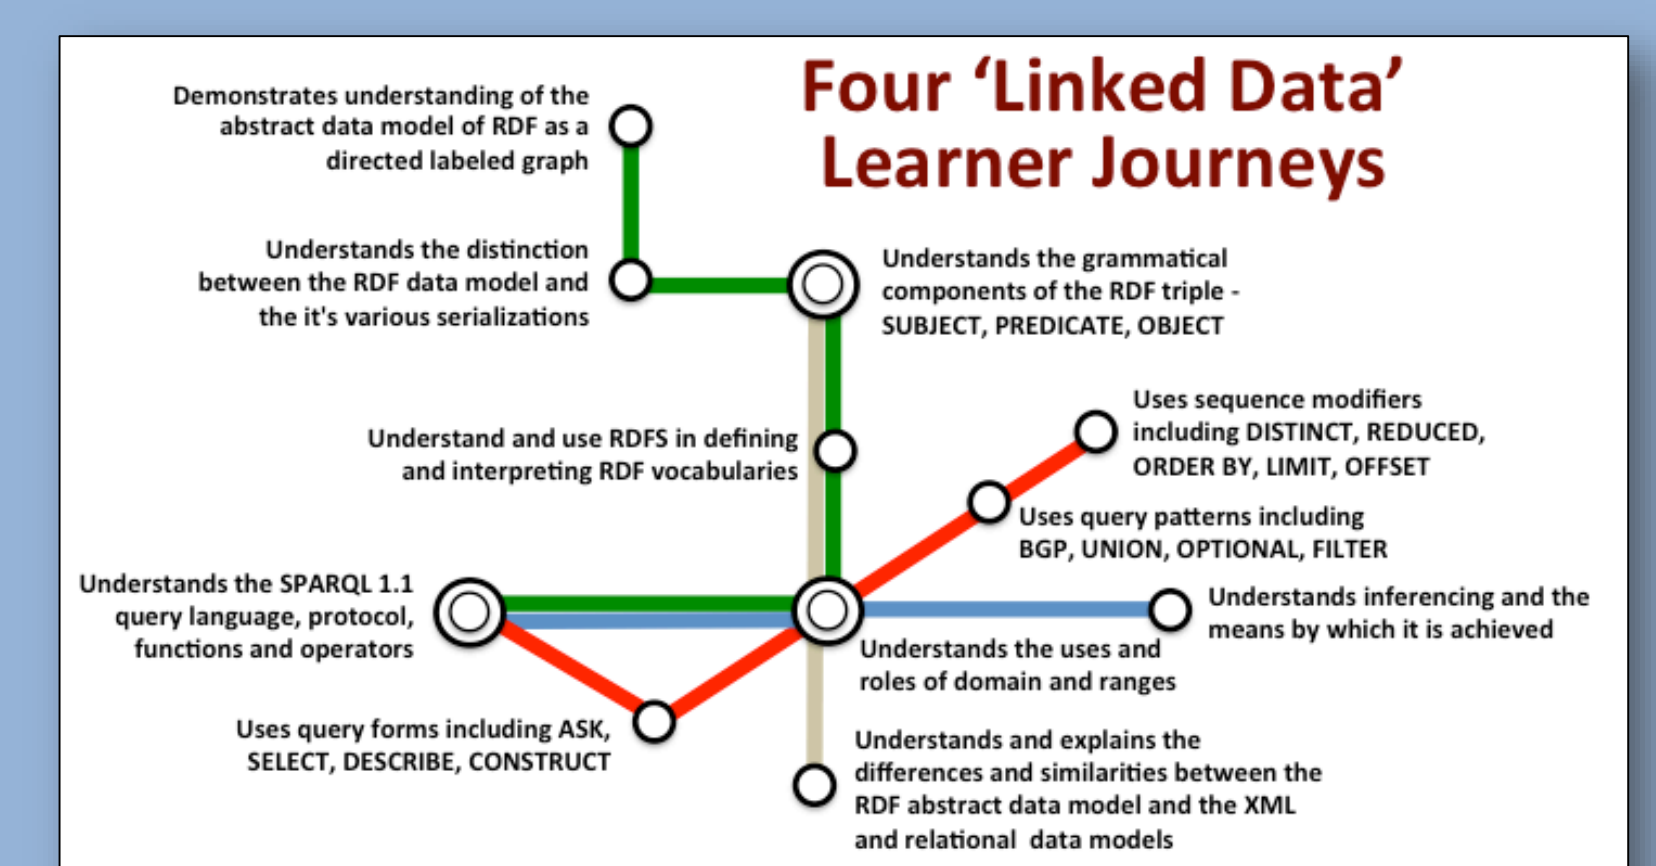 Four ‘Linked Data’
Learner Journeys
Demonstrates understanding of the
abstract data model of RDF as a
directed labeled graph
Understands the distinction
between the RDF data model and
the it's various serializations
Understands the grammatical
components of the RDF triple -
SUBJECT, PREDICATE, OBJECT
Understand and use RDFS in defining
and interpreting RDF vocabularies
Uses sequence modifiers
including DISTINCT, REDUCED,
ORDER BY, LIMIT, OFFSET
Uses query patterns including
BGP, UNION, OPTIONAL, FILTER
Understands the SPARQL 1.1
query language, protocol,
functions and operators
Understands inferencing and the
means by which it is achieved
Understands the uses and
roles of domain and ranges
Uses query forms including ASK,
SELECT, DESCRIBE, CONSTRUCT
Understands and explains the
differences and similarities between the
RDF abstract data model and the XML
and relational  data models